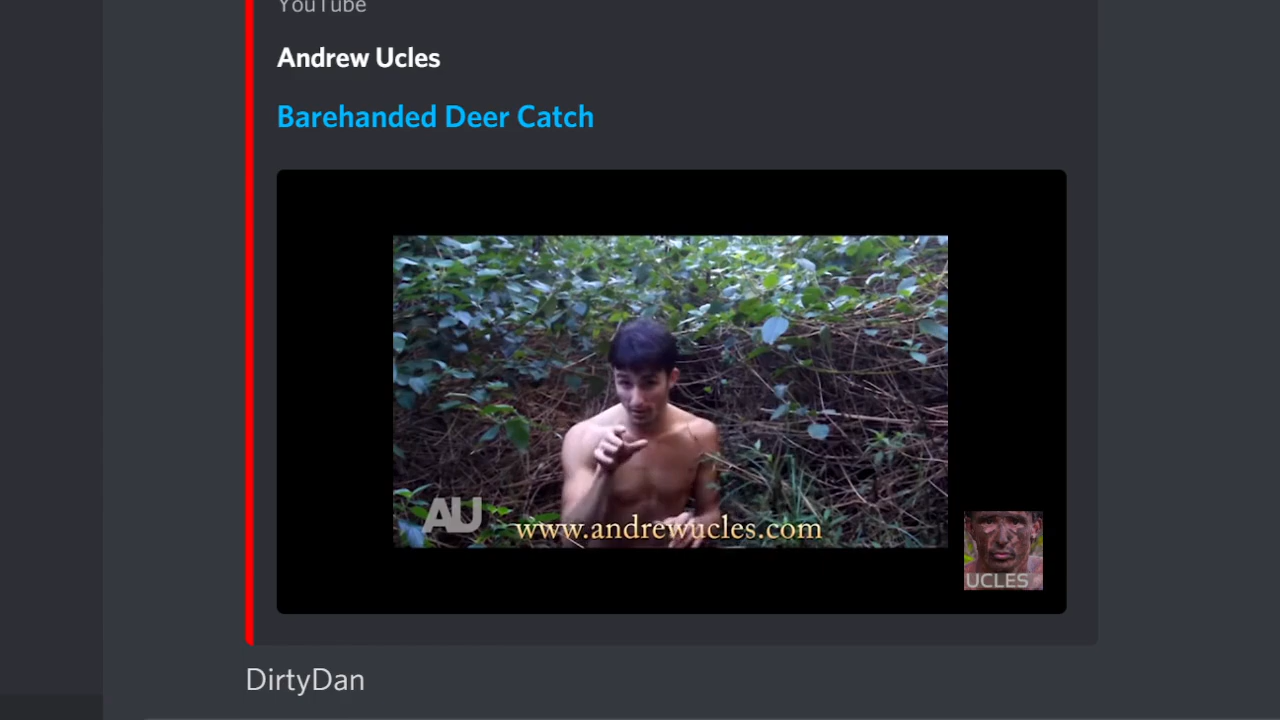 YouTube
Andrew Ucles
Barehanded Deer Catch
AU
www.andrewucles.com
UCLES
DirtyDan